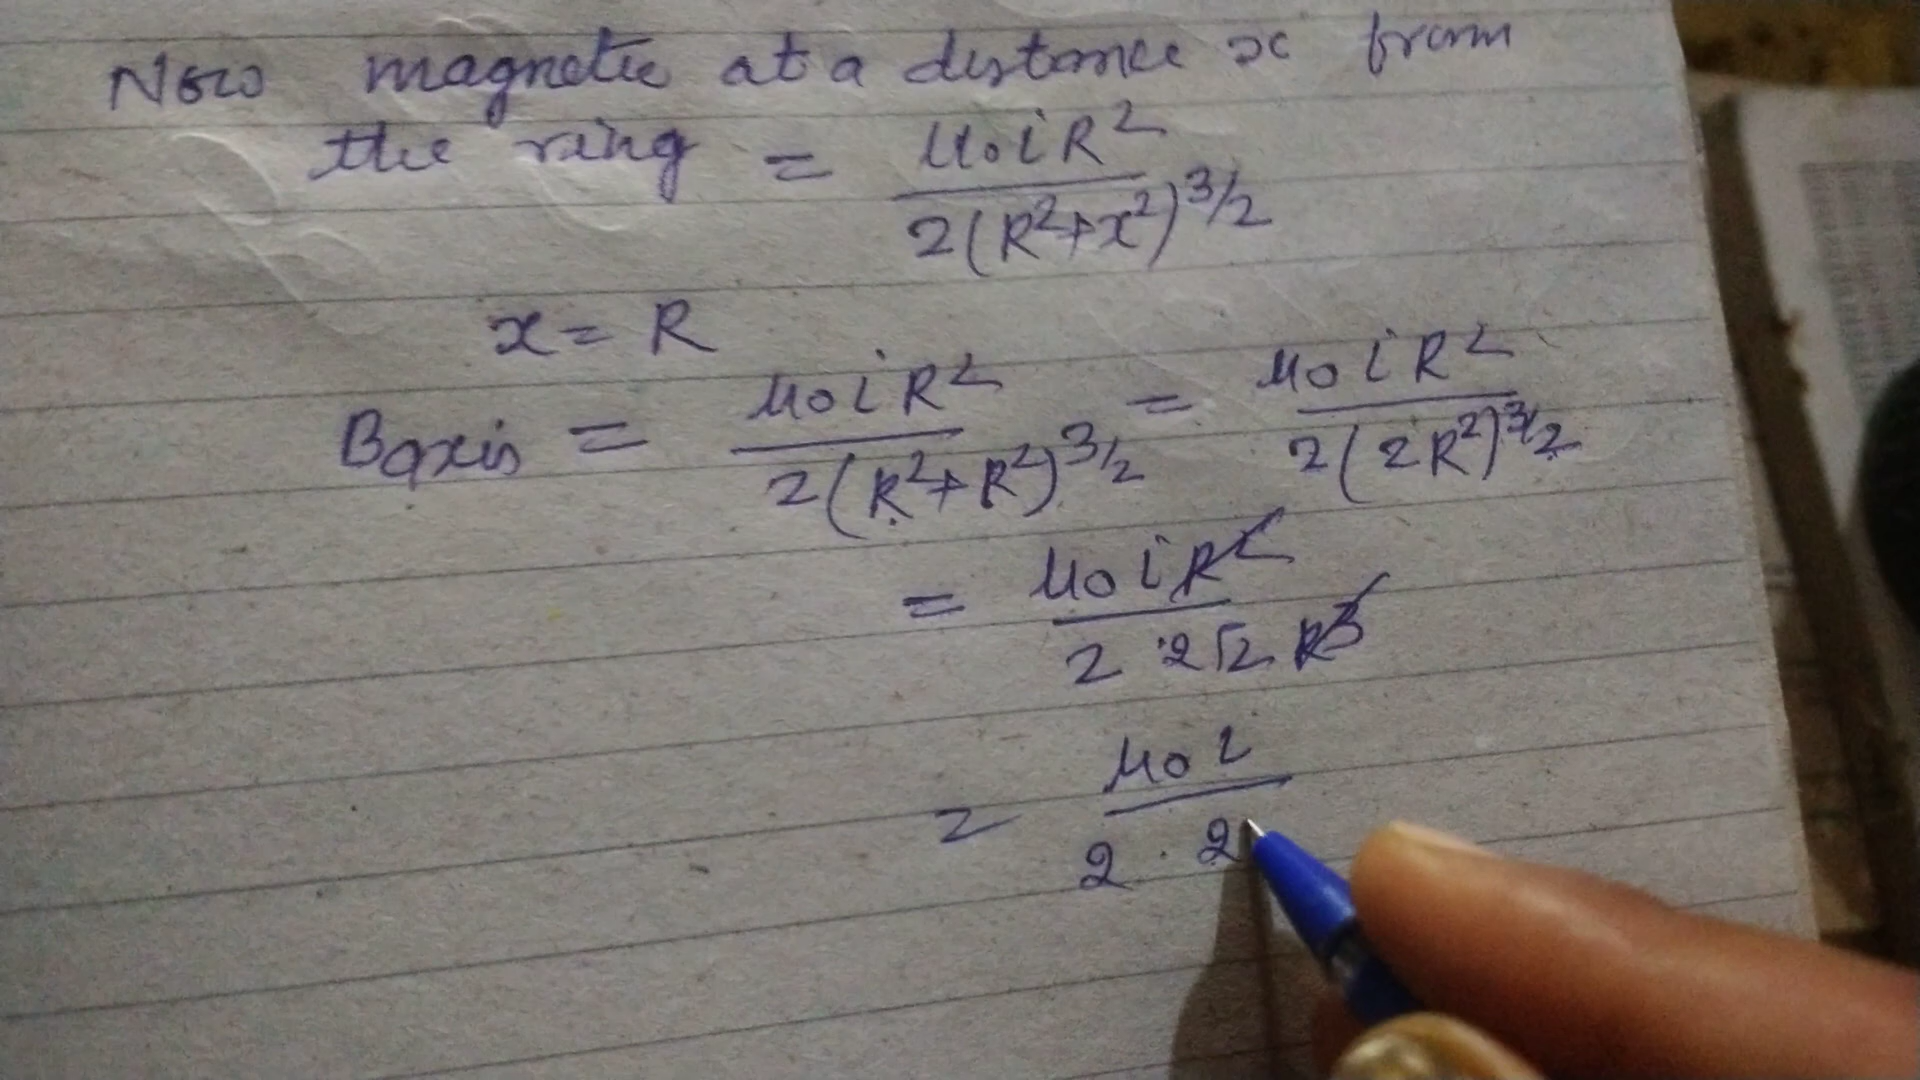 Now magnetic at a distance x from
the ring = μ₀iR² / 2(R²+x²)^3/2
x = R
Baxis = μ₀iR² / 2(R²+R²)^3/2 = μ₀iR² / 2(2R²)^3/2
= μ₀iR² / 2 2√2 R³
= μ₀i / 2 . 2